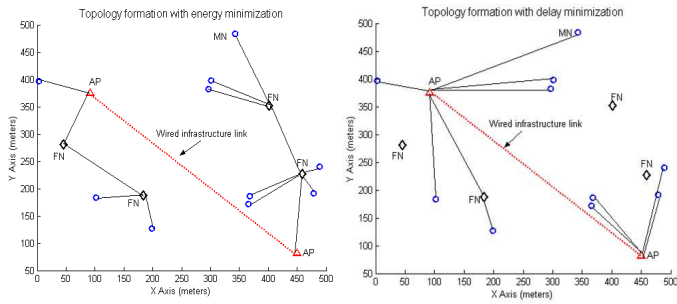 Topology formation with energy minimization
500
450
400
350
300
250
200
150
100
50
0
50
100
150
200
250
300
350
400
450
500
X Axis (meters)
Y Axis (meters)
MN
AP
FN
Wired infrastructure link
FN
FN
FN
AP
Topology formation with delay minimization
500
450
400
350
300
250
200
150
100
50
0
50
100
150
200
250
300
350
400
450
500
X Axis (meters)
Y Axis (meters)
MN
AP
FN
Wired infrastructure link
FN
FN
FN
AP